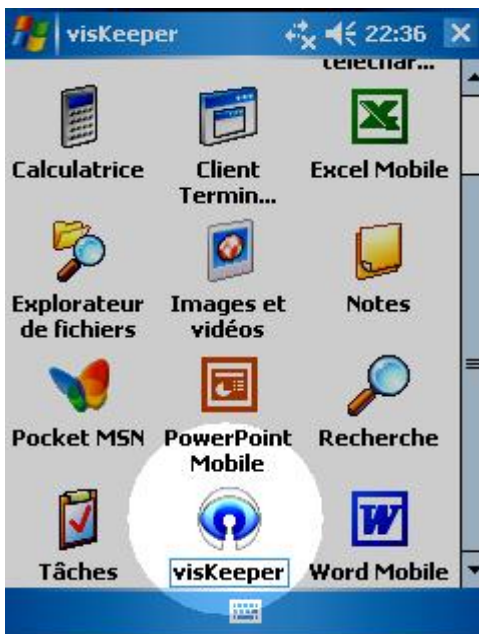 visKeeper 22:36
téléchar...
Calculatrice Client Termin... Excel Mobile
Explorateur de fichiers Images et vidéos Notes
Pocket MSN PowerPoint Mobile Recherche
Tâches visKeeper Word Mobile